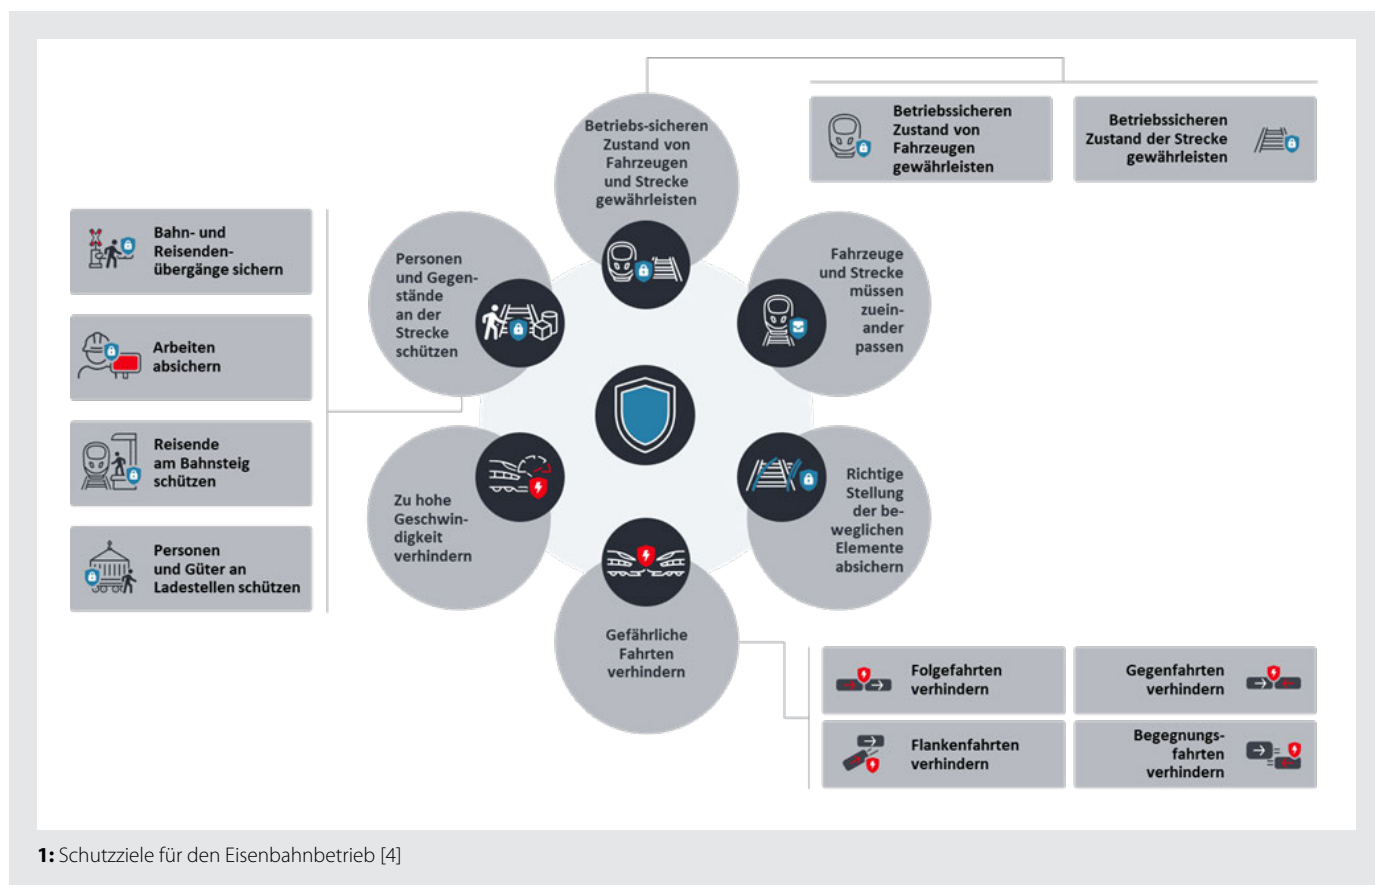 Betriebs-sicheren
Zustand von
Fahrzeugen
und Strecke
gewährleisten
Betriebssicheren
Zustand von
Fahrzeugen
gewährleisten
Betriebssicheren
Zustand der Strecke
gewährleisten
Fahrzeuge
und Strecke
müssen
zuein-
ander
passen
Richtige
Stellung
der be-
weglichen
Elemente
absichern
Gefährliche
Fahrten
verhindern
Folgefahrten
verhindern
Gegenfahrten
verhindern
Flankenfahrten
verhindern
Begegnungs-
fahrten
verhindern
Zu hohe
Geschwin-
digkeit
verhindern
Personen
und Gegen-
stände
an der
Strecke
schützen
Bahn- und
Reisenden-
übergänge sichern
Arbeiten
absichern
Reisende
am Bahnsteig
schützen
Personen
und Güter an
Ladestellen schützen
1: Schutzziele für den Eisenbahnbetrieb [4]